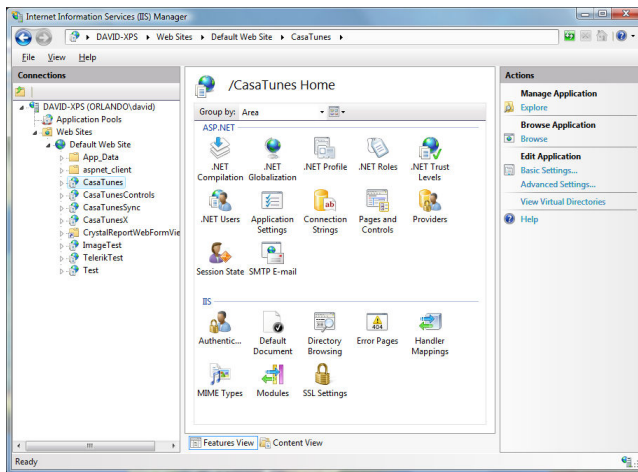 Internet Information Services (IIS) Manager
DAVID-XPS Web Sites Default Web Site CasaTunes
File View Help
Connections
DAVID-XPS (ORLANDO\david)
Application Pools
Web Sites
Default Web Site
App_Data
aspnet_client
CasaTunes
CasaTunesControls
CasaTunesSync
CasaTunesX
CrystalReportWebFormVie
ImageTest
TelerikTest
Test
/CasaTunes Home
Group by: Area
ASP.NET
.NET Compilation
.NET Globalization
.NET Profile
.NET Roles
.NET Trust Levels
.NET Users
Application Settings
Connection Strings
Pages and Controls
Providers
Session State
SMTP E-mail
IIS
Authentic...
Default Document
Directory Browsing
Error Pages
Handler Mappings
MIME Types
Modules
SSL Settings
Features View
Content View
Actions
Manage Application
Explore
Browse Application
Browse
Edit Application
Basic Settings...
Advanced Settings...
View Virtual Directories
Help
Ready